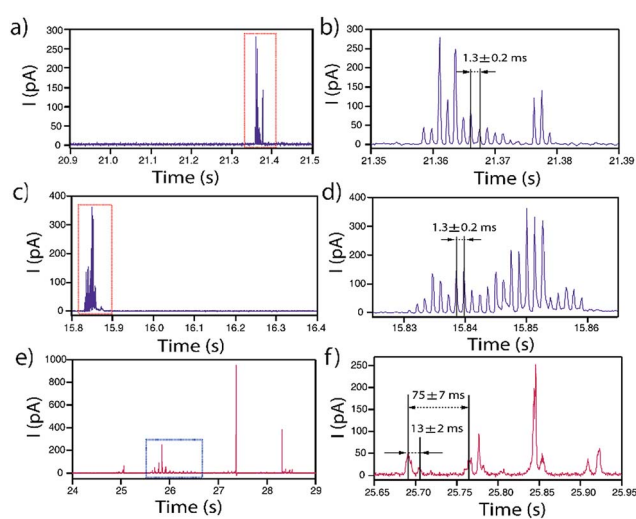 a)
I (pA)
300
250
200
150
100
50
0
20.9 21.0 21.1 21.2 21.3 21.4 21.5
Time (s)
b)
I (pA)
300
250
200
150
100
50
0
1.3±0.2 ms
21.35 21.36 21.37 21.38 21.39
Time (s)
c)
I (pA)
400
300
200
100
0
15.8 15.9 16.0 16.1 16.2 16.3 16.4
Time (s)
d)
I (pA)
400
300
200
100
0
1.3±0.2 ms
15.83 15.84 15.85 15.86
Time (s)
e)
I (pA)
1000
800
600
400
200
0
24 25 26 27 28 29
Time (s)
f)
I (pA)
250
200
150
100
50
0
75±7 ms
13±2 ms
25.65 25.70 25.75 25.80 25.85 25.90 25.95
Time (s)